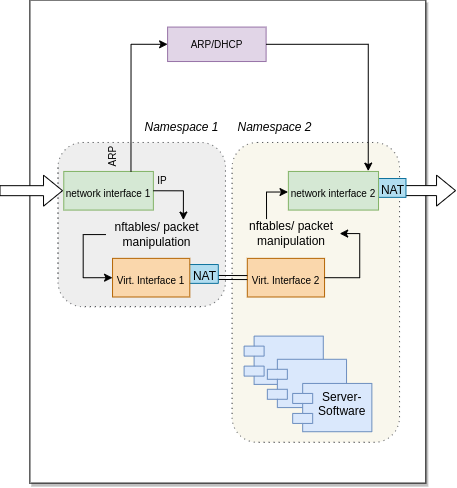 ARP/DHCP
Namespace 1
Namespace 2
ARP
network interface 1
IP
network interface 2
NAT
nftables/ packet
manipulation
nftables/ packet
manipulation
Virt. Interface 1
NAT
Virt. Interface 2
Server-
Software